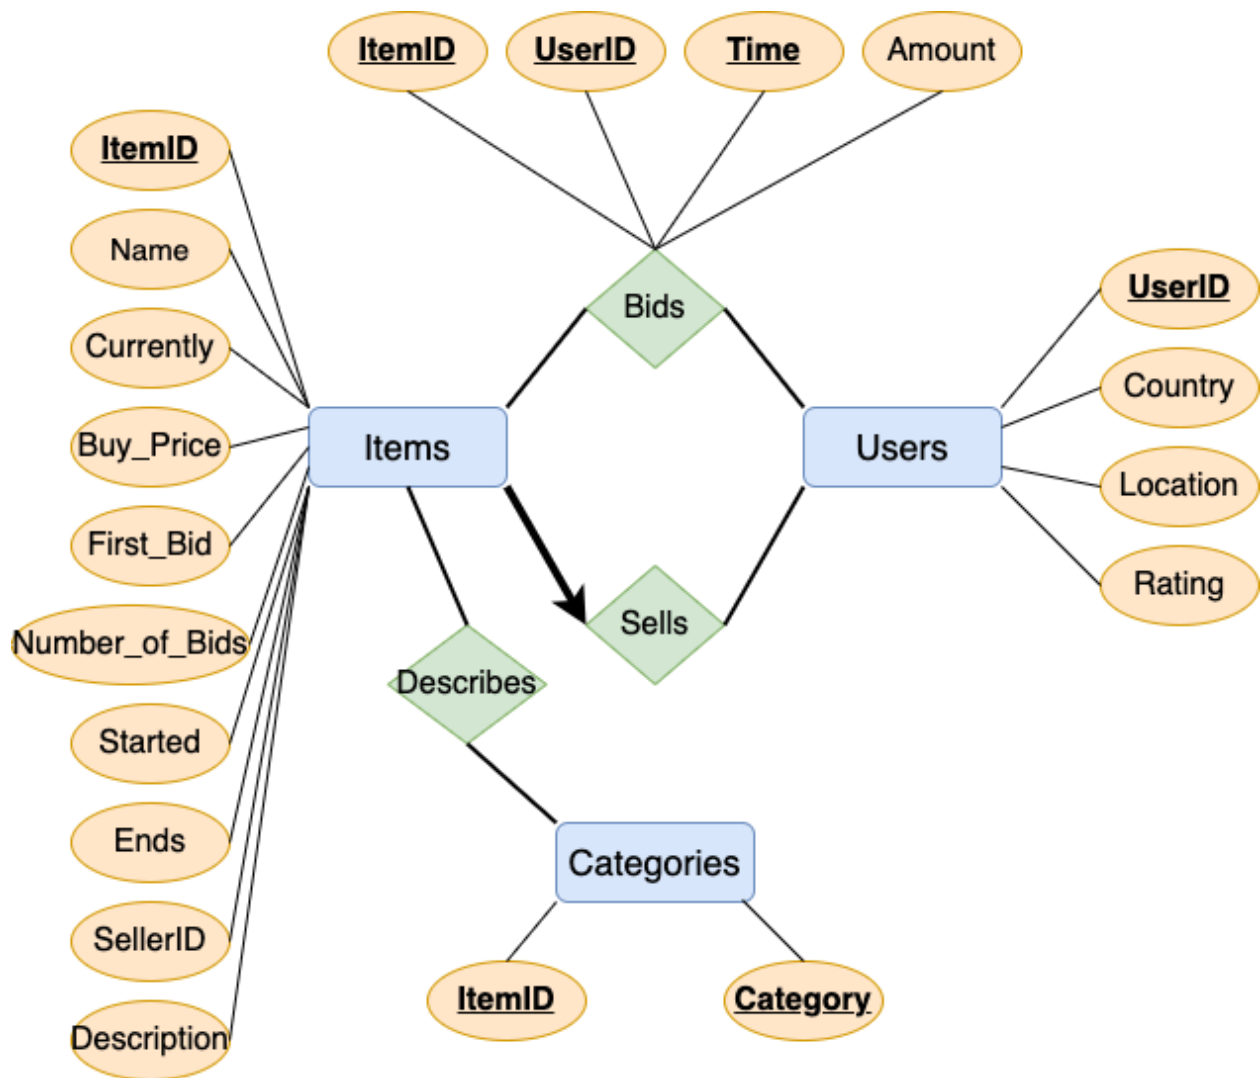 ItemID
UserID
Time
Amount
ItemID
Name
Currently
Buy_Price
First_Bid
Number_of_Bids
Started
Ends
SellerID
Description
Bids
Items
Users
Sells
Describes
Categories
ItemID
Category
UserID
Country
Location
Rating